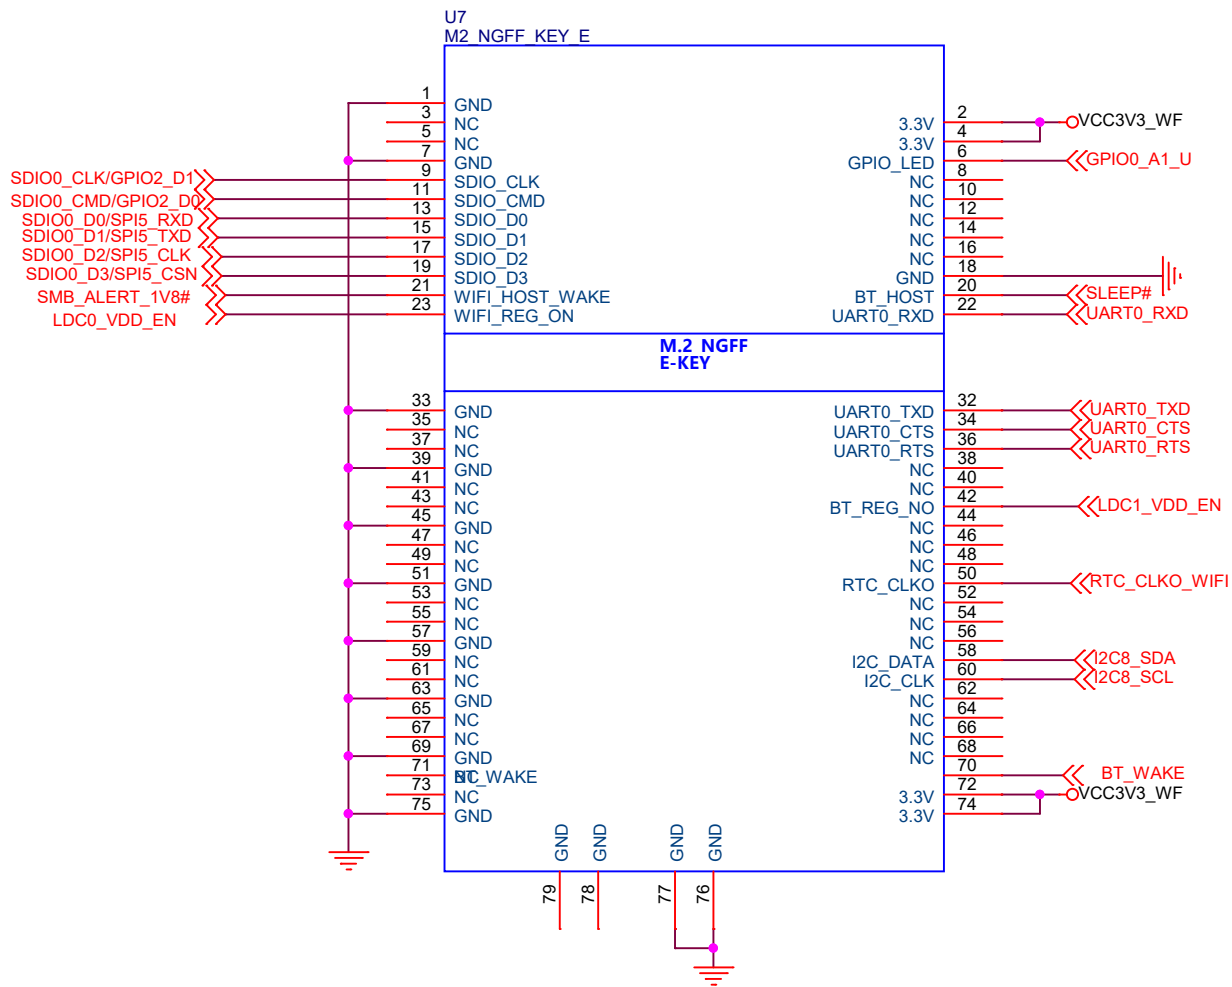 U7
M2_NGFF_KEY_E
1 GND
3 NC
5 NC
7 GND
SDIO0_CLK/GPIO2_D1 9 SDIO_CLK
SDIO0_CMD/GPIO2_D0 11 SDIO_CMD
SDIO0_D0/SPI5_RXD 13 SDIO_D0
SDIO0_D1/SPI5_TXD 15 SDIO_D1
SDIO0_D2/SPI5_CLK 17 SDIO_D2
SDIO0_D3/SPI5_CSN 19 SDIO_D3
SMB_ALERT_1V8# 21 WIFI_HOST_WAKE
LDC0_VDD_EN 23 WIFI_REG_ON
3.3V 2 VCC3V3_WF
3.3V 4
GPIO_LED 6 GPIO0_A1_U
NC 8
NC 10
NC 12
NC 14
NC 16
GND 18
BT_HOST 20 SLEEP#
UART0_RXD 22 UART0_RXD
M.2 NGFF
E-KEY
33 GND
35 NC
37 NC
39 GND
41 NC
43 NC
45 GND
47 NC
49 NC
51 GND
53 NC
55 NC
57 GND
59 NC
61 NC
63 GND
65 NC
67 NC
69 GND
71 NC BT_WAKE
73 NC
75 GND
UART0_TXD 32 UART0_TXD
UART0_CTS 34 UART0_CTS
UART0_RTS 36 UART0_RTS
NC 38
NC 40
BT_REG_NO 42 LDC1_VDD_EN
NC 44
NC 46
NC 48
RTC_CLKO 50 RTC_CLKO_WIFI
NC 52
NC 54
NC 56
I2C_DATA 58 I2C8_SDA
I2C_CLK 60 I2C8_SCL
NC 62
NC 64
NC 66
NC 68
70 BT_WAKE
3.3V 72 VCC3V3_WF
3.3V 74
GND GND GND GND
79 78 77 76